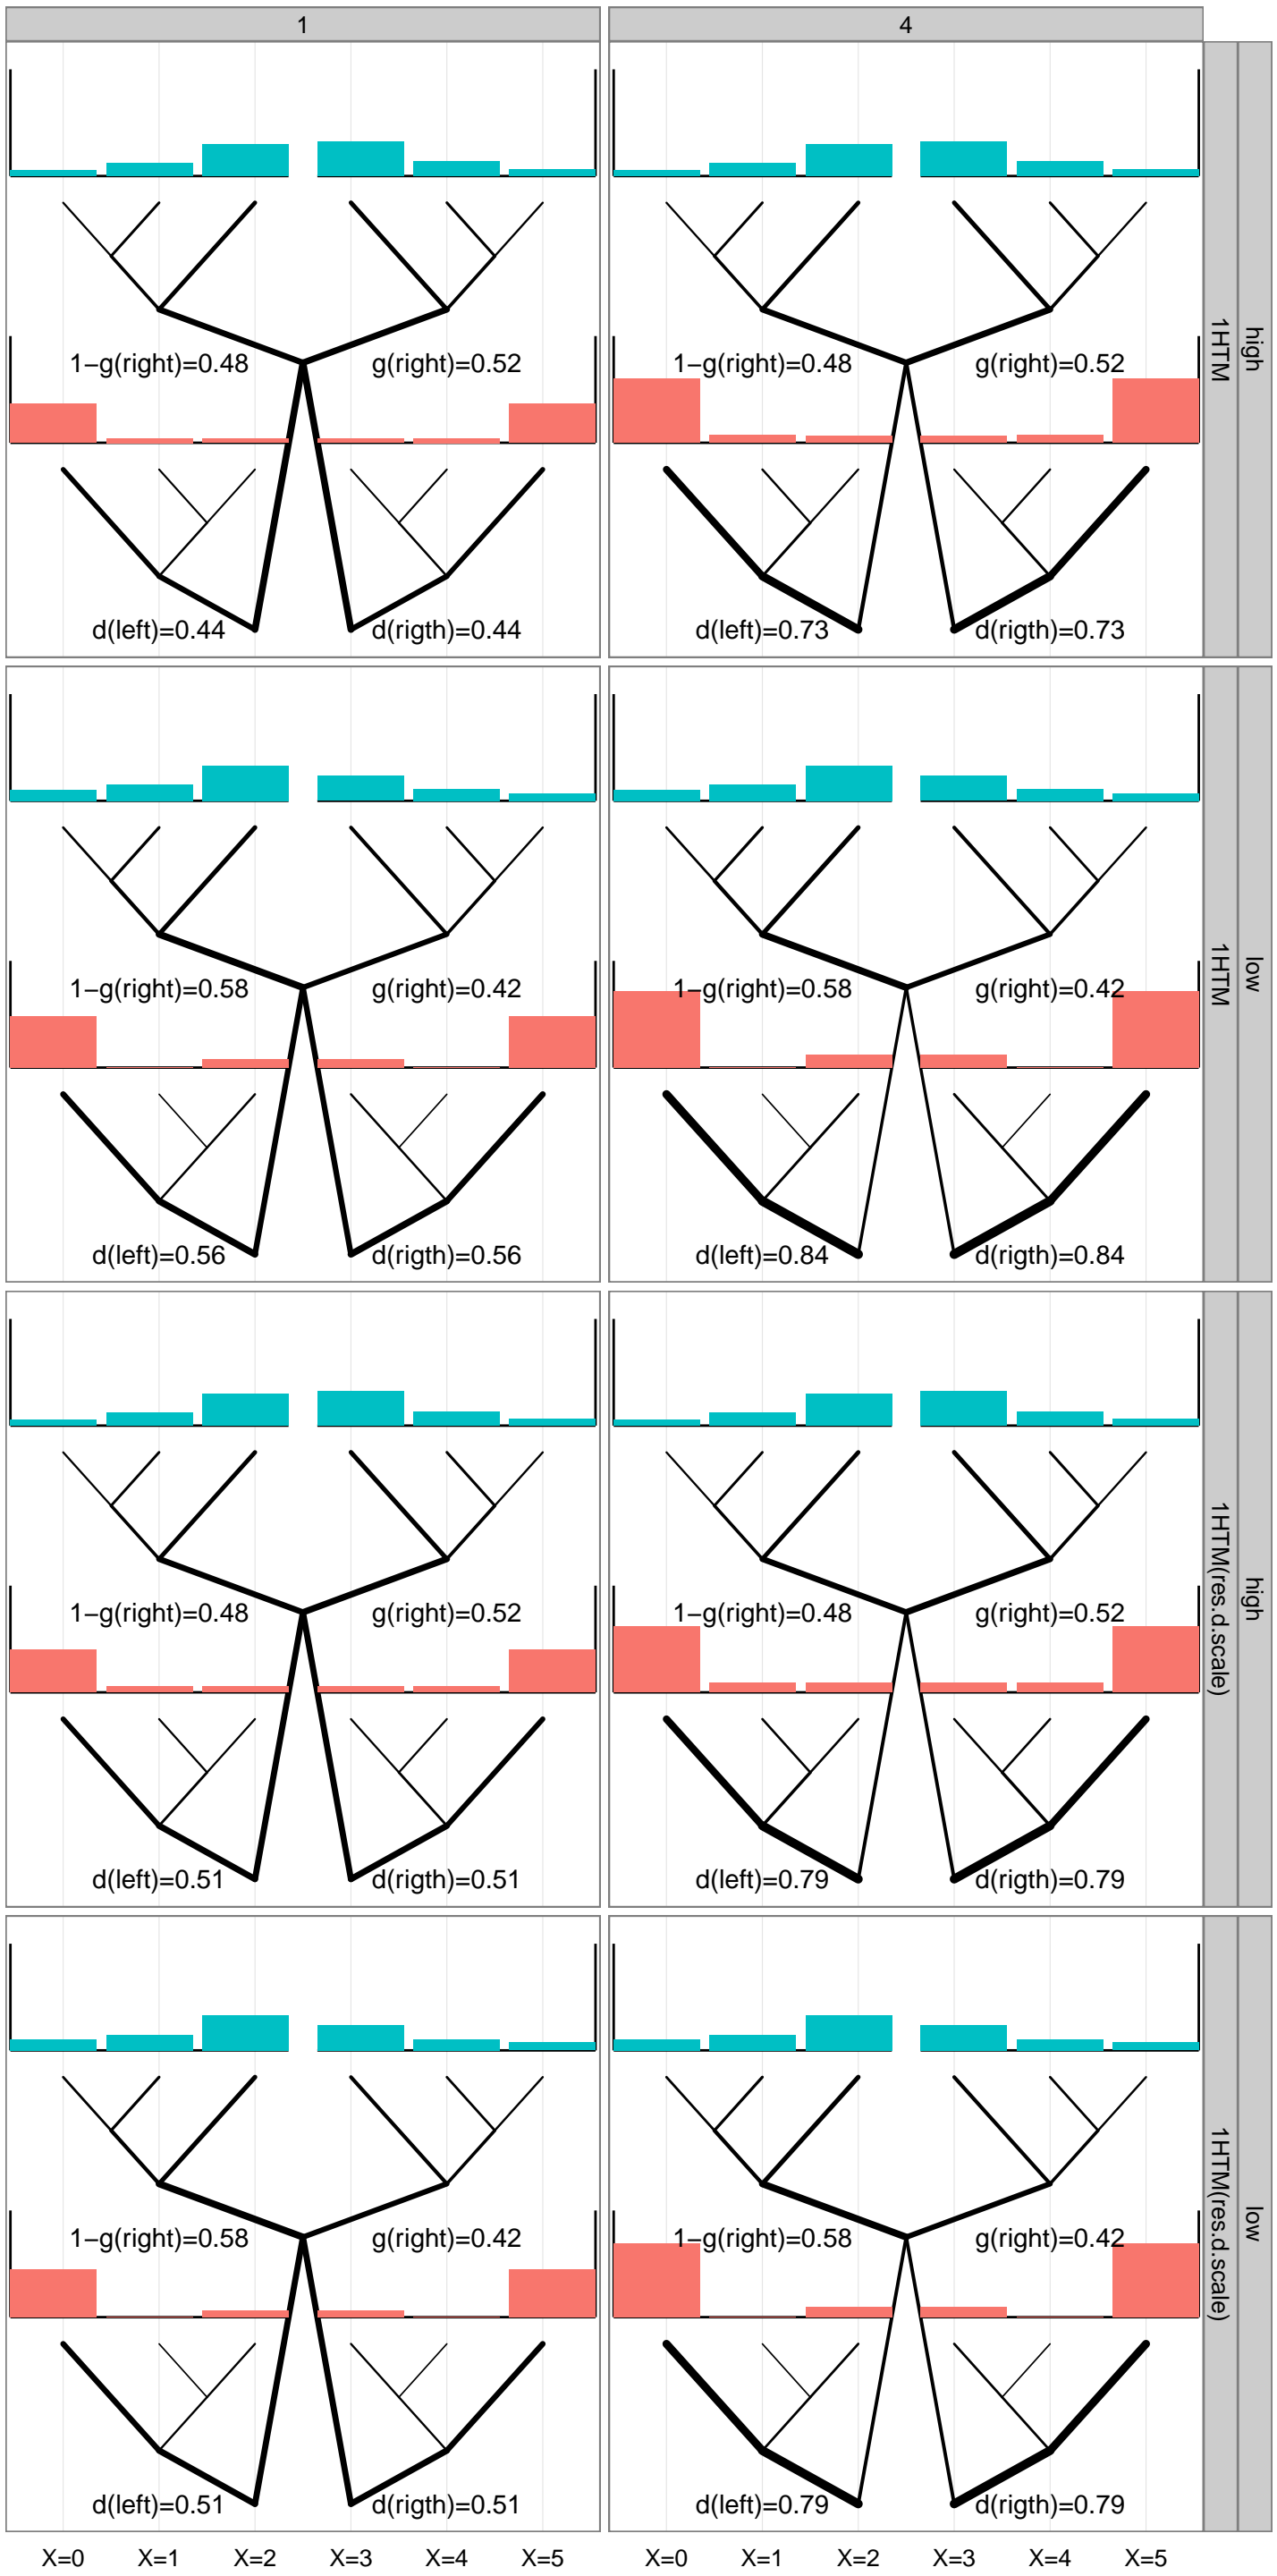 1 4
1−g(right)=0.48 g(right)=0.52 1−g(right)=0.48 g(right)=0.52
d(left)=0.44 d(rigth)=0.44 d(left)=0.73 d(rigth)=0.73
high
1HTM
1−g(right)=0.58 g(right)=0.42 1−g(right)=0.58 g(right)=0.42
d(left)=0.56 d(rigth)=0.56 d(left)=0.84 d(rigth)=0.84
low
1HTM
1−g(right)=0.48 g(right)=0.52 1−g(right)=0.48 g(right)=0.52
d(left)=0.51 d(rigth)=0.51 d(left)=0.79 d(rigth)=0.79
high
1HTM(res.d.scale)
1−g(right)=0.58 g(right)=0.42 1−g(right)=0.58 g(right)=0.42
d(left)=0.51 d(rigth)=0.51 d(left)=0.79 d(rigth)=0.79
low
1HTM(res.d.scale)
X=0 X=1 X=2 X=3 X=4 X=5 X=0 X=1 X=2 X=3 X=4 X=5